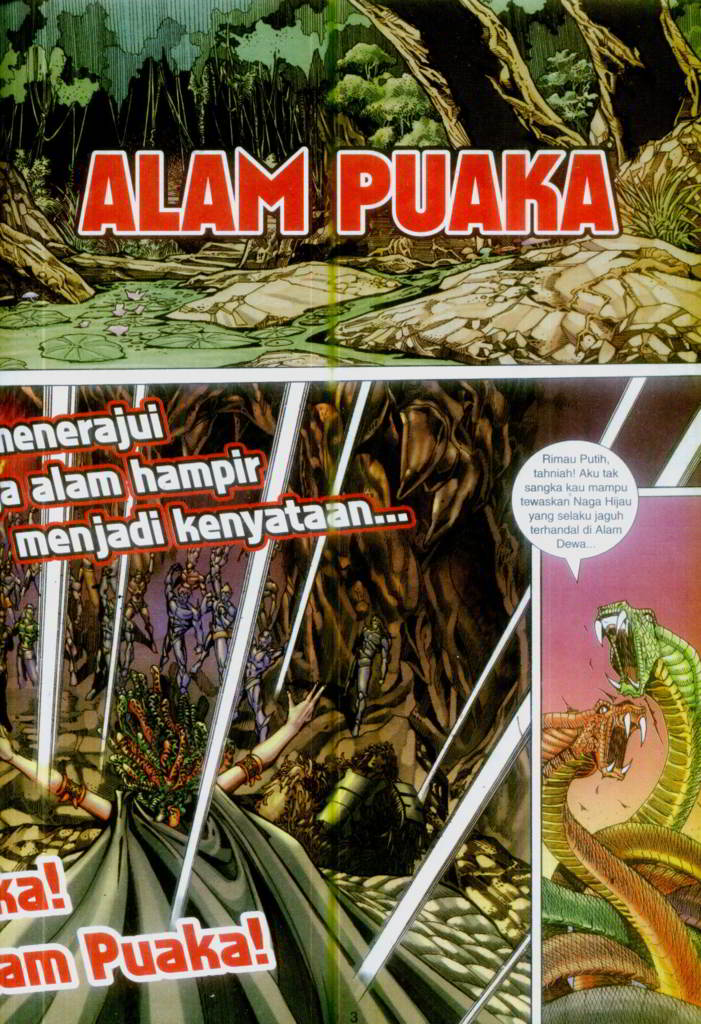 ALAM PUAKA
menerajui
a alam hampir
menjadi kenyataan...
Rimau Putih,
tahniah! Aku tak
sangka kau mampu
tewaskan Naga Hijau
yang selaku jaguh
terhandal di Alam
Dewa...
ka!
am Puaka!
3